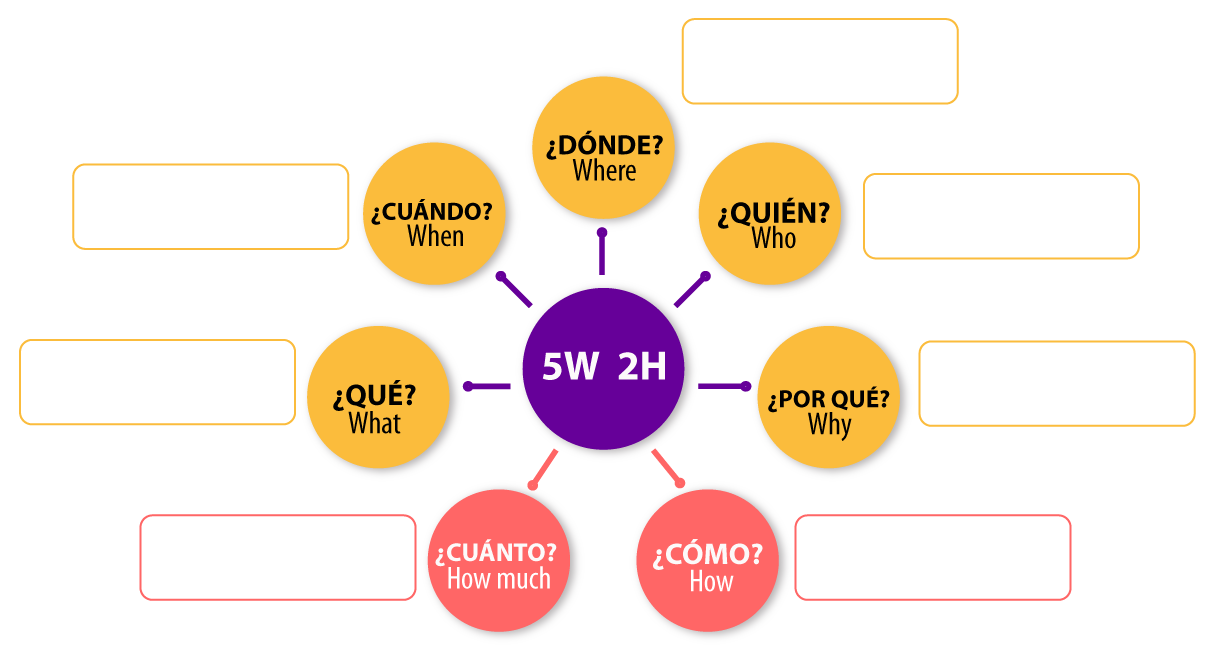 ¿DÓNDE?
Where
¿CUÁNDO?
When
¿QUIÉN?
Who
5W 2H
¿QUÉ?
What
¿POR QUÉ?
Why
¿CUÁNTO?
How much
¿CÓMO?
How